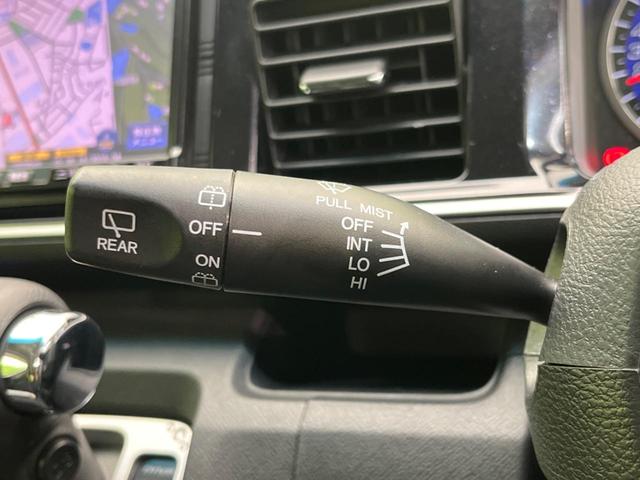 PULL MIST
OFF
INT
LO
HI
OFF
ON
REAR